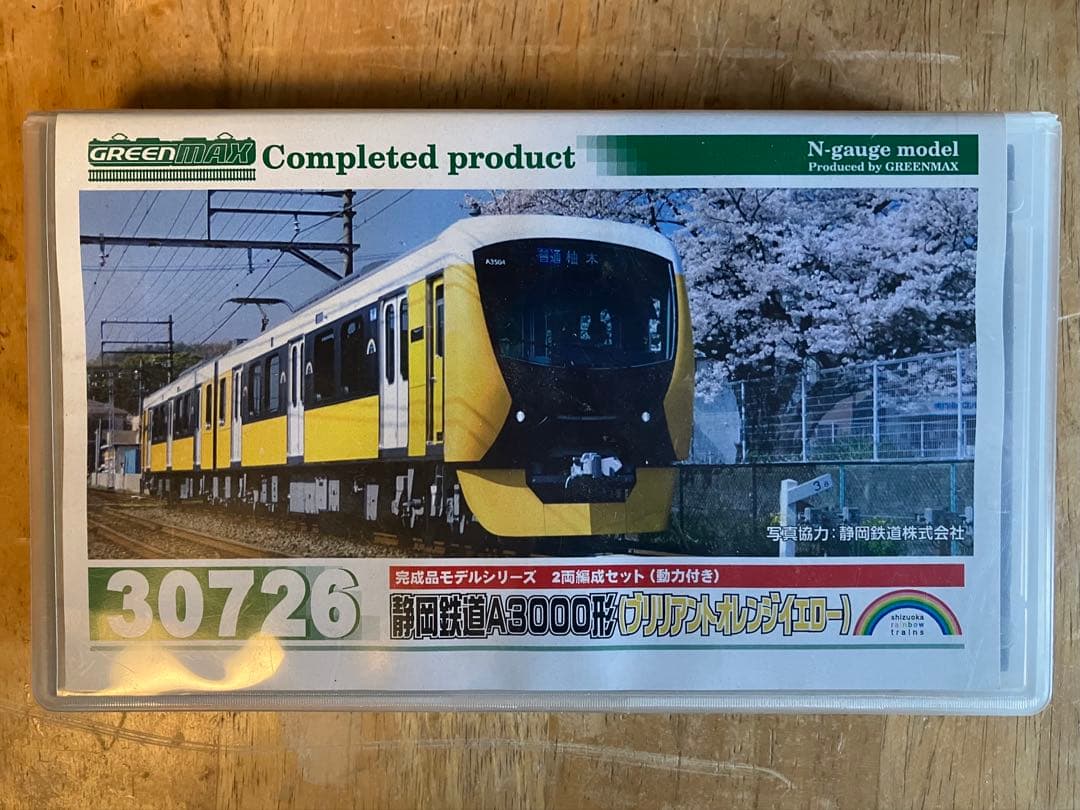 GREENMAX Completed product
N-gauge model
Produced by GREENMAX
A3504
普通 柚木
3
写真協力:静岡鉄道株式会社
30726
完成品モデルシリーズ 2両編成セット(動力付き)
静岡鉄道A3000形(ブリリアントオレンジイエロー)
shizuoka
rainbow
trains